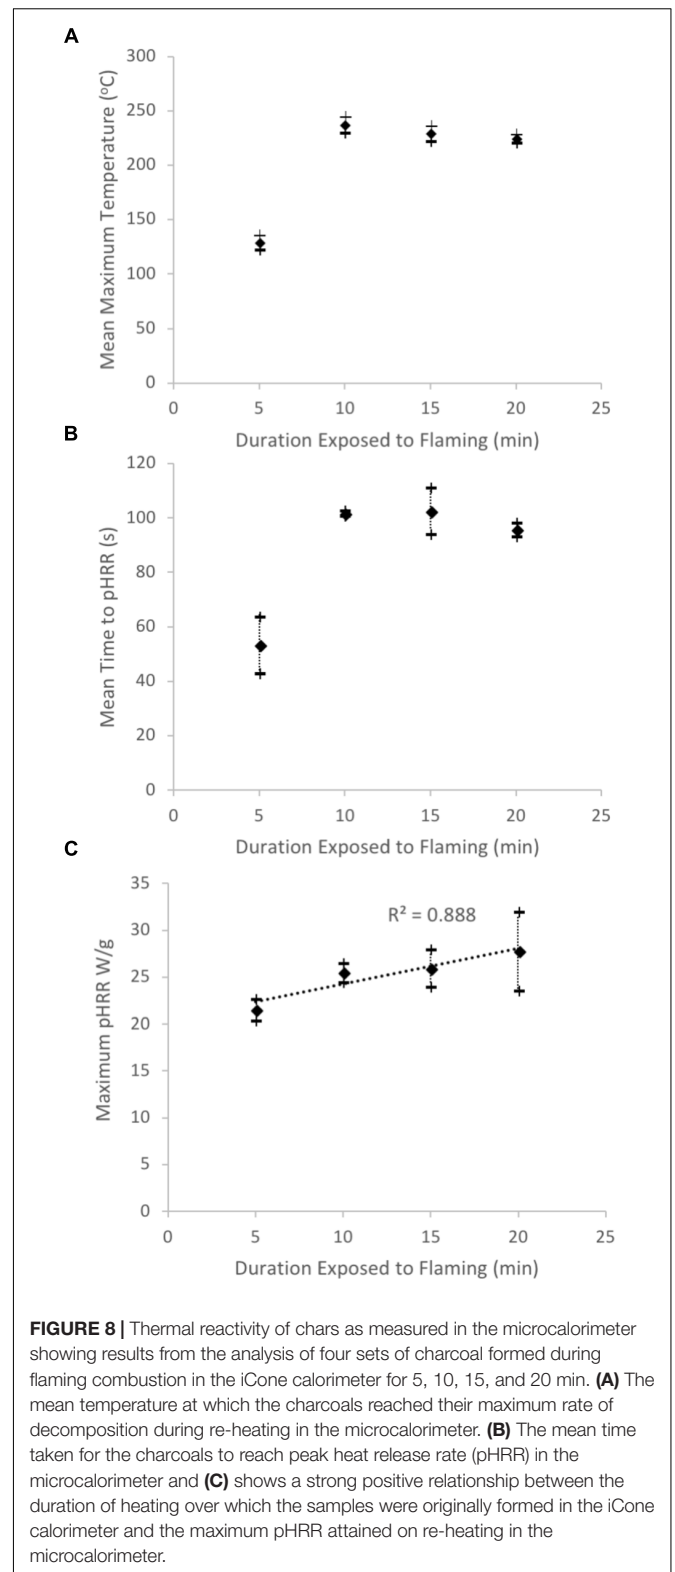 A
300
250
200
150
100
50
0
Mean Maximum Temperature (ºC)
0 5 10 15 20 25
Duration Exposed to Flaming (min)
B
120
100
80
60
40
20
0
Mean Time to pHRR (s)
0 5 10 15 20 25
Duration Exposed to Flaming (min)
C
35
30
25
20
15
10
5
0
Maximum pHRR W/g
R² = 0.888
0 5 10 15 20 25
Duration Exposed to Flaming (min)
FIGURE 8 | Thermal reactivity of chars as measured in the microcalorimeter
showing results from the analysis of four sets of charcoal formed during
flaming combustion in the iCone calorimeter for 5, 10, 15, and 20 min. (A) The
mean temperature at which the charcoals reached their maximum rate of
decomposition during re-heating in the microcalorimeter. (B) The mean time
taken for the charcoals to reach peak heat release rate (pHRR) in the
microcalorimeter and (C) shows a strong positive relationship between the
duration of heating over which the samples were originally formed in the iCone
calorimeter and the maximum pHRR attained on re-heating in the
microcalorimeter.